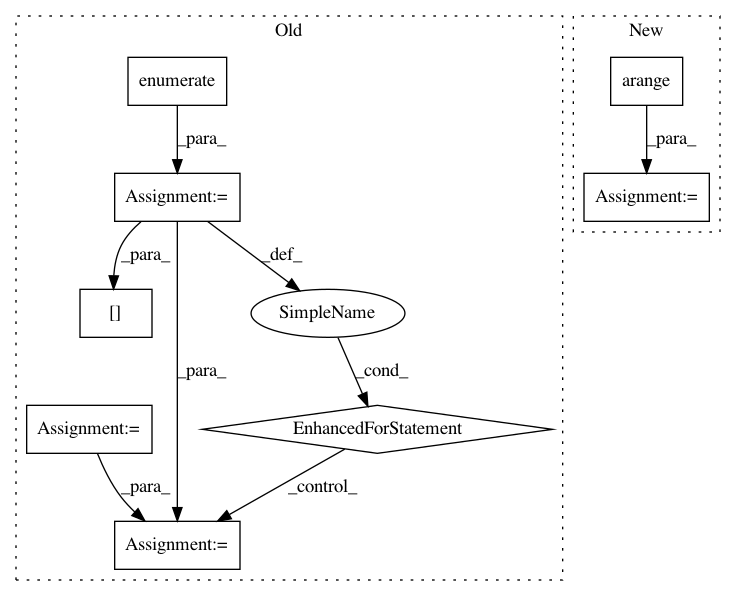 Old
New
enumerate
arange
_para_
_para_
Assignment:=
Assignment:=
_para_
_def_
[]
SimpleName
_para_
_cond_
Assignment:=
EnhancedForStatement
_para_
_control_
Assignment:=